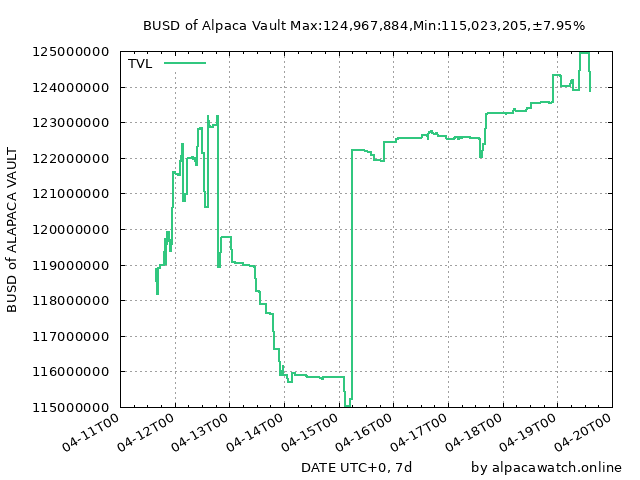 BUSD of Alpaca Vault Max:124,967,884,Min:115,023,205,±7.95%
TVL
125000000
124000000
123000000
122000000
121000000
120000000
119000000
118000000
117000000
116000000
115000000
BUSD of ALAPACA VAULT
04-11T00
04-12T00
04-13T00
04-14T00
04-15T00
04-16T00
04-17T00
04-18T00
04-19T00
04-20T00
DATE UTC+0, 7d
by alpacawatch.online